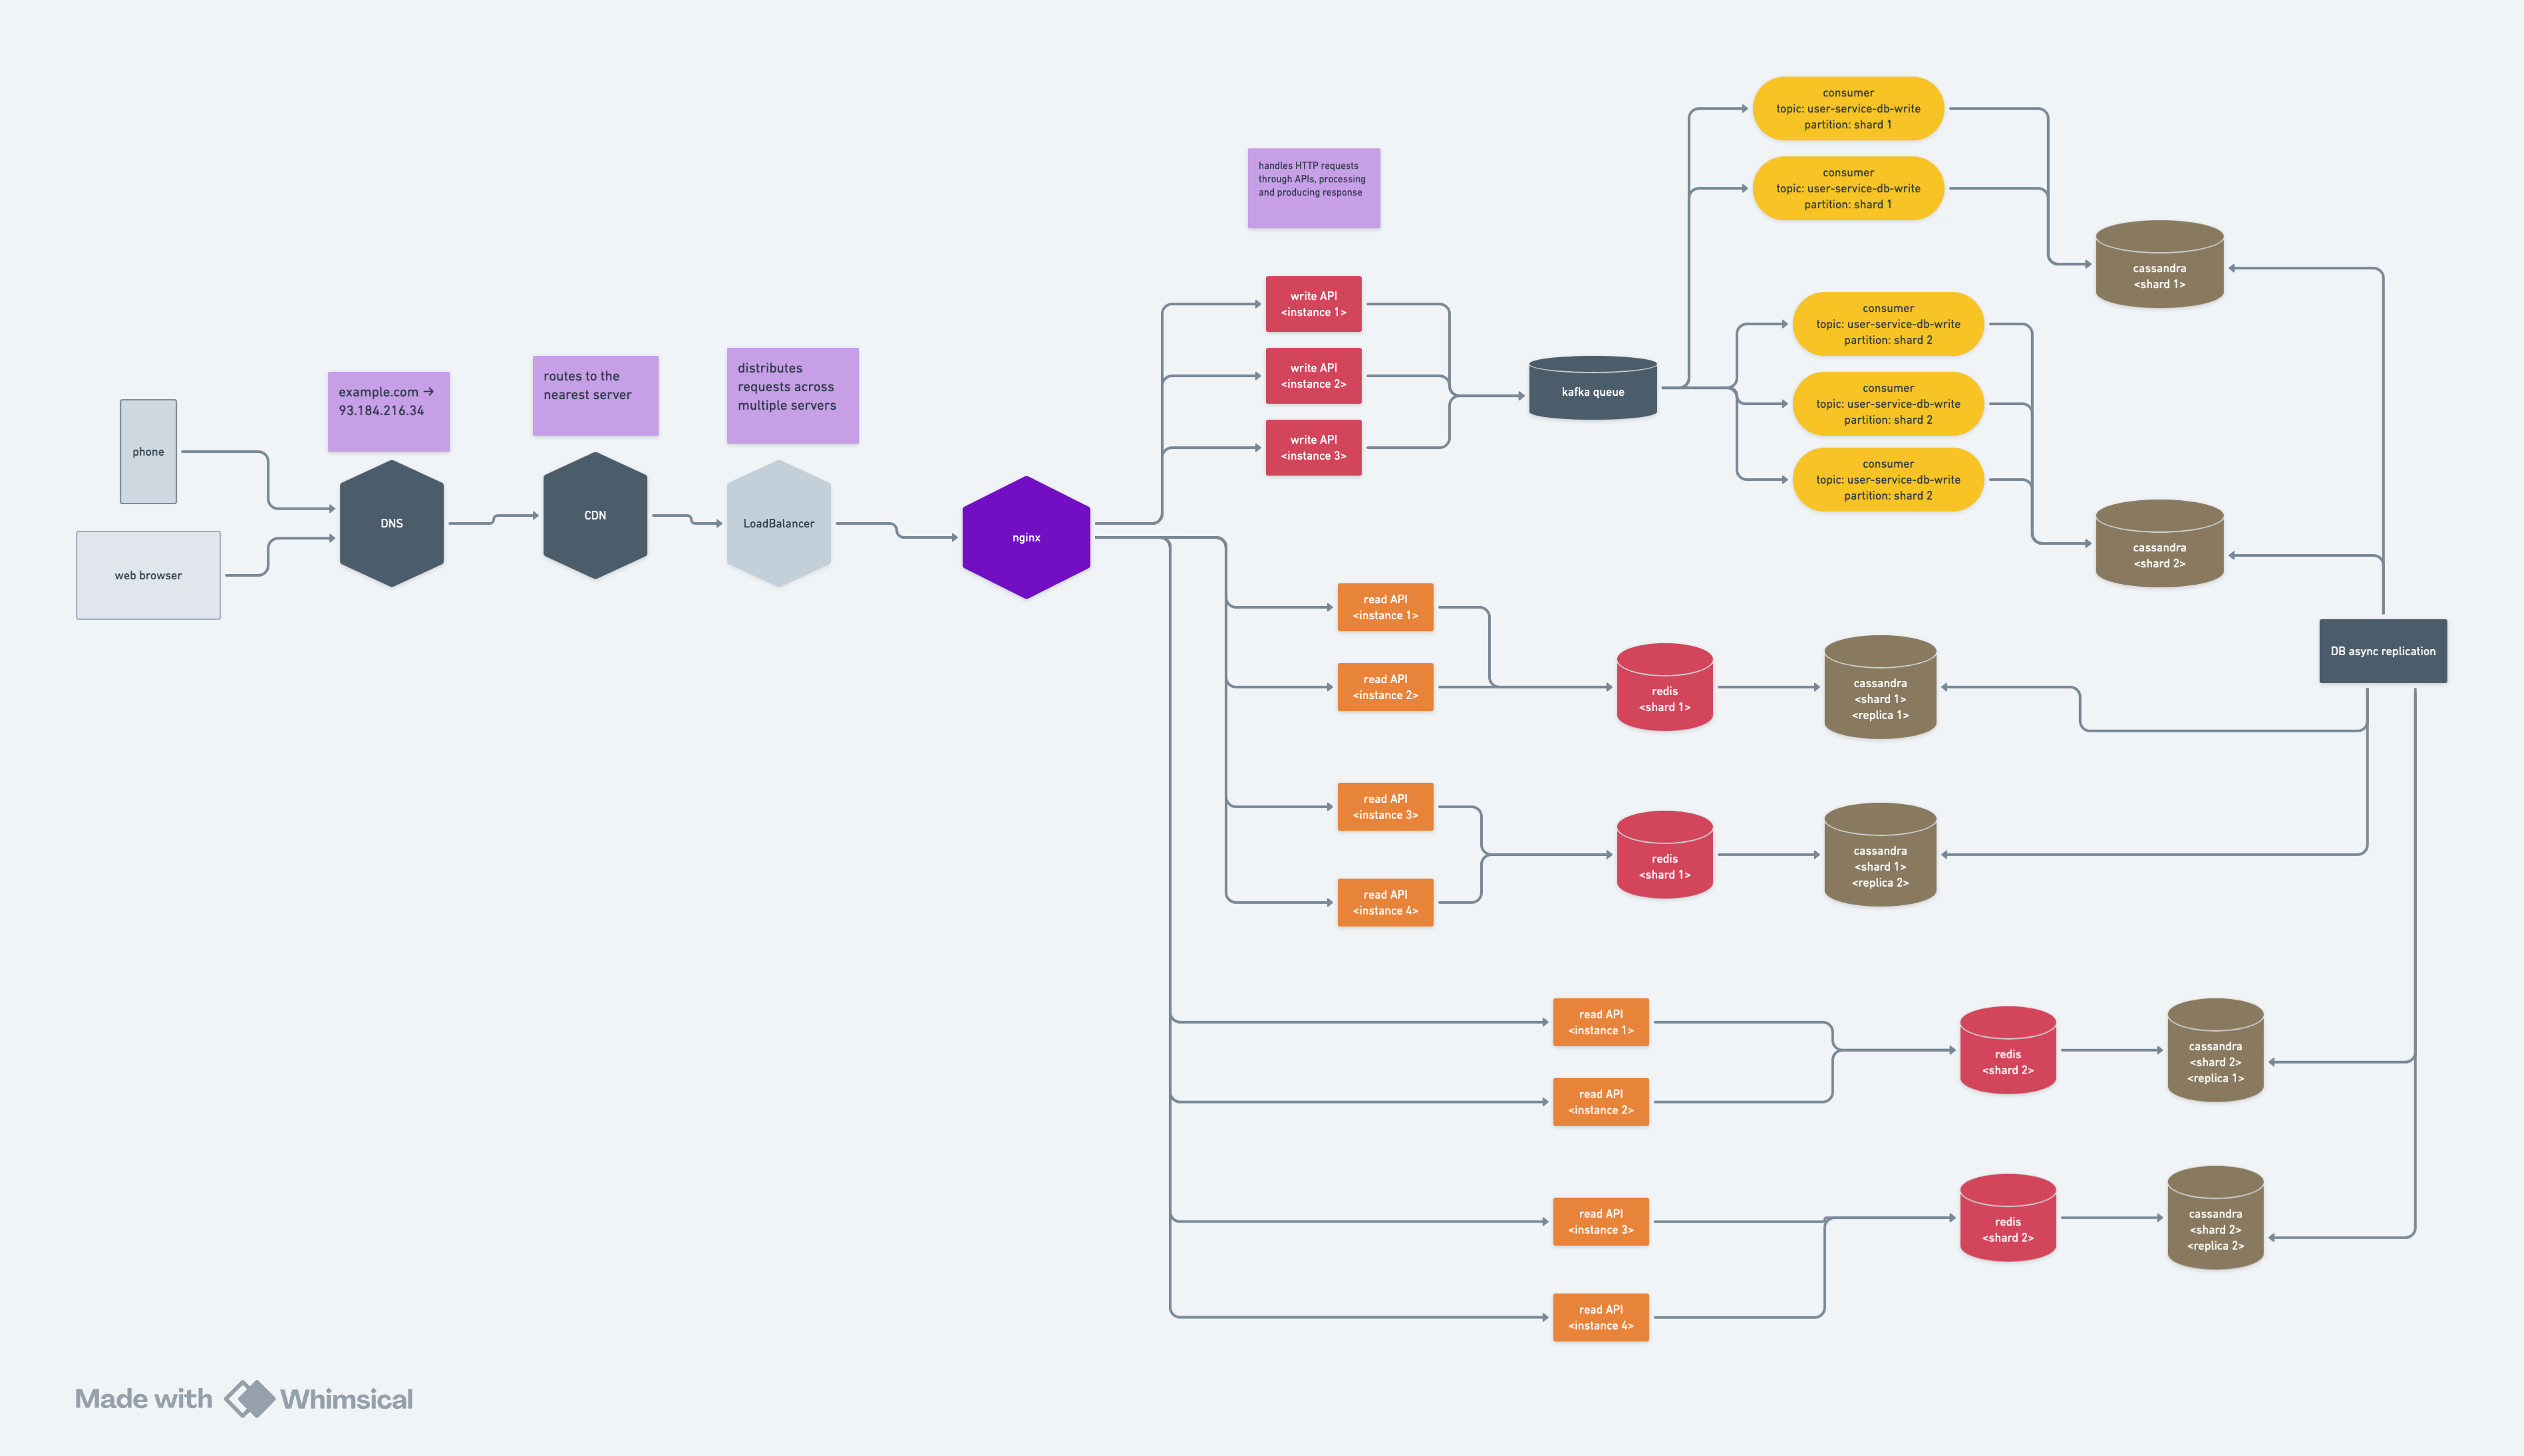 phone
web browser
example.com →
93.184.216.34
DNS
routes to the
nearest server
CDN
distributes
requests across
multiple servers
LoadBalancer
nginx
handles HTTP requests
through APIs, processing
and producing response
write API
<instance 1>
write API
<instance 2>
write API
<instance 3>
kafka queue
consumer
topic: user-service-db-write
partition: shard 1
consumer
topic: user-service-db-write
partition: shard 1
consumer
topic: user-service-db-write
partition: shard 2
consumer
topic: user-service-db-write
partition: shard 2
consumer
topic: user-service-db-write
partition: shard 2
cassandra
<shard 1>
cassandra
<shard 2>
DB async replication
read API
<instance 1>
read API
<instance 2>
redis
<shard 1>
cassandra
<shard 1>
<replica 1>
read API
<instance 3>
read API
<instance 4>
redis
<shard 1>
cassandra
<shard 1>
<replica 2>
read API
<instance 1>
read API
<instance 2>
redis
<shard 2>
cassandra
<shard 2>
<replica 1>
read API
<instance 3>
read API
<instance 4>
redis
<shard 2>
cassandra
<shard 2>
<replica 2>
Made with Whimsical